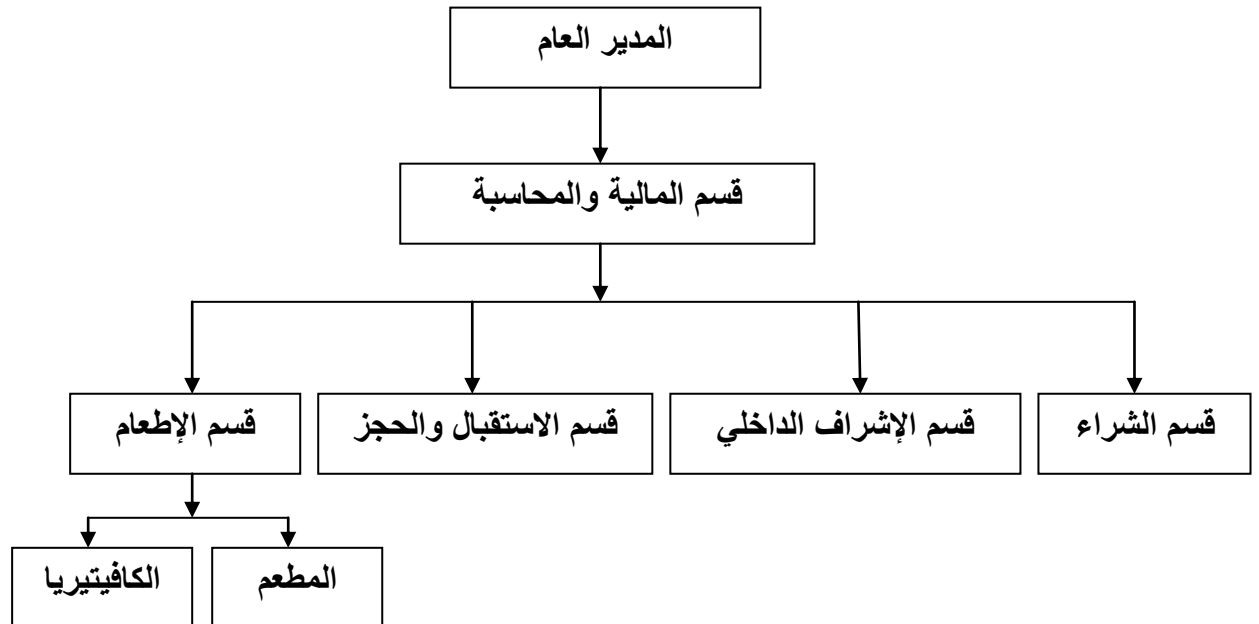 المدير العام
قسم المالية والمحاسبة
قسم الشراء
قسم الإشراف الداخلي
قسم الاستقبال والحجز
قسم الإطعام
المطعم
الكافيتيريا